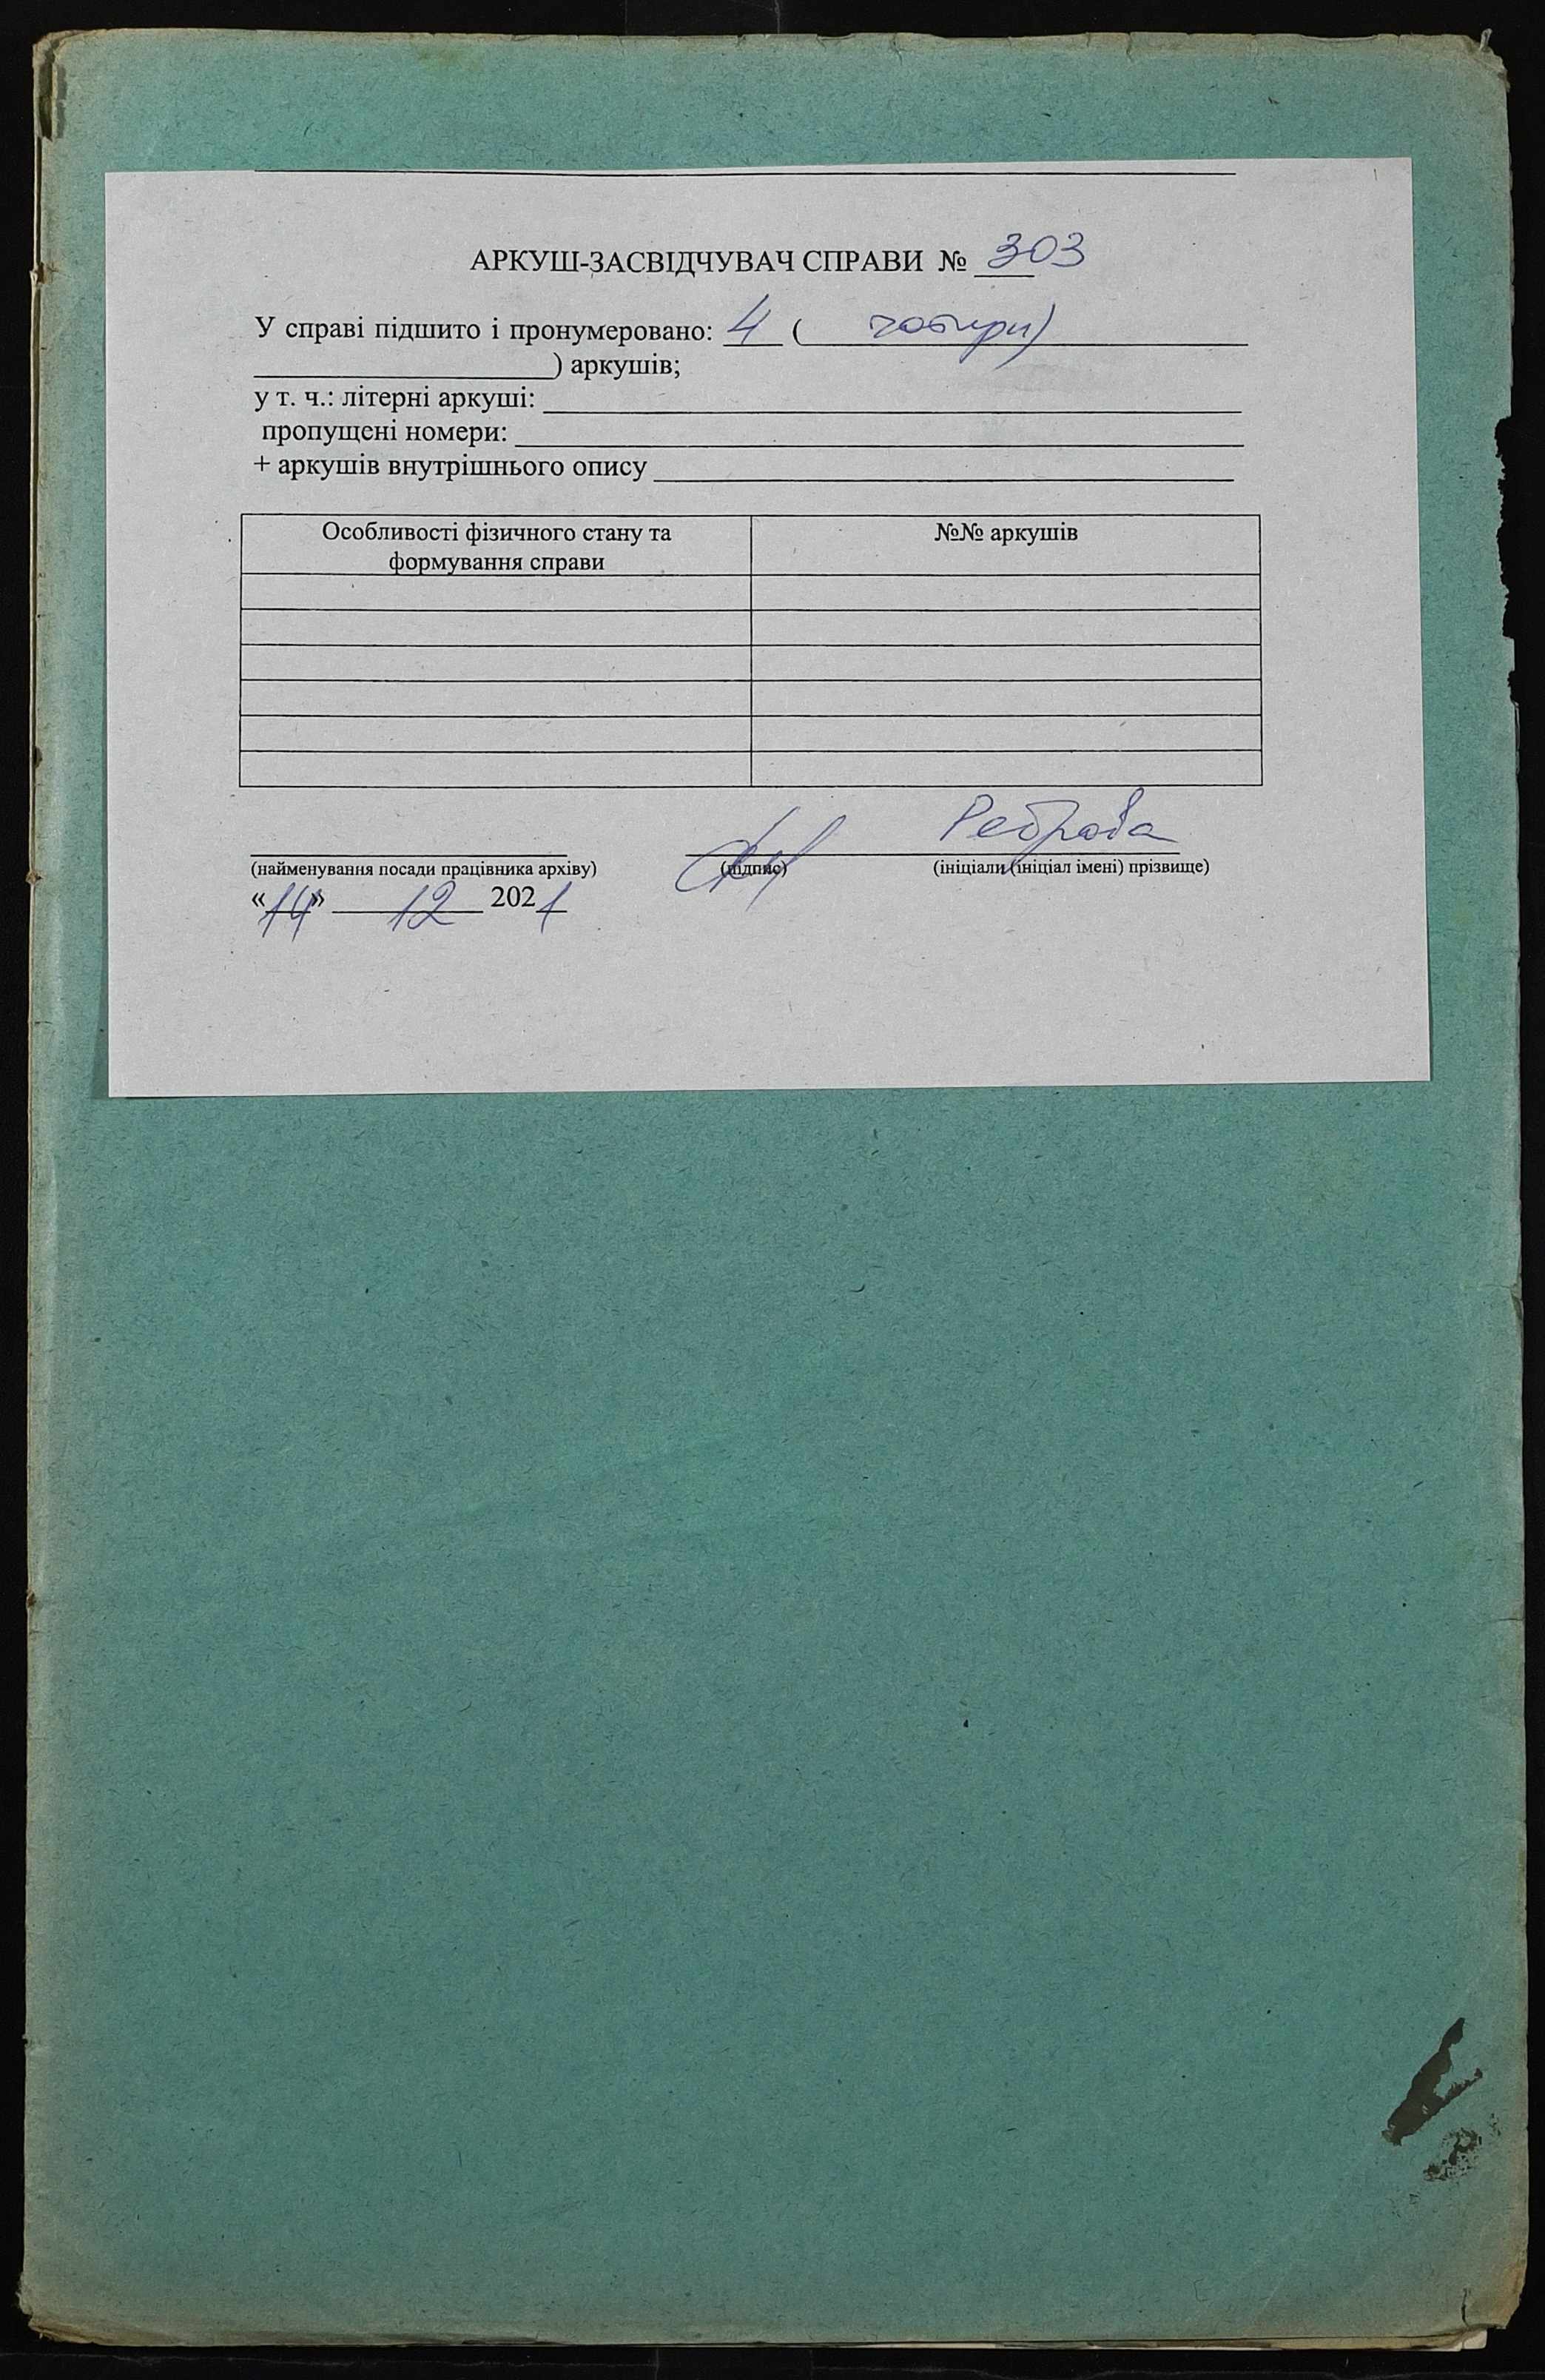 АРКУШ-ЗАСВІДЧУВАЧ СПРАВИ № 303
У справі підшито і пронумеровано: 4 ( чотири)
) аркушів;
у т. ч.: літерні аркуші:
пропущені номери:
+ аркушів внутрішнього опису
Особливості фізичного стану та формування справи №№ аркушів
Реброва
(найменування посади працівника архіву) (підпис) (ініціали (ініціал імені) прізвище)
«14» 12 2021